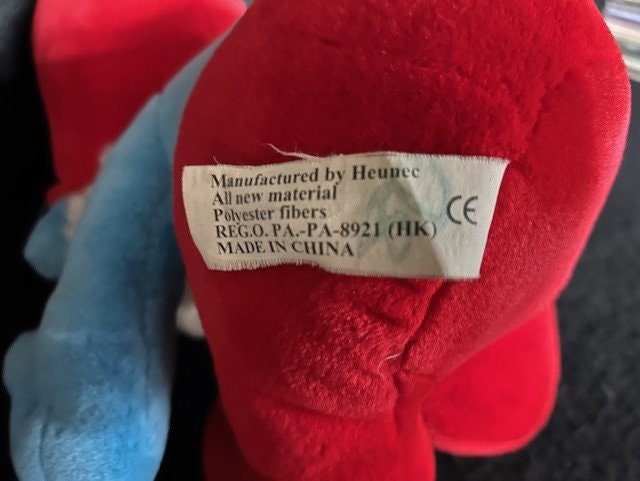 Manufactured by Heunec
All new material
Polyester fibers
REG.O. PA.-PA-8921 (HK)
MADE IN CHINA
CE